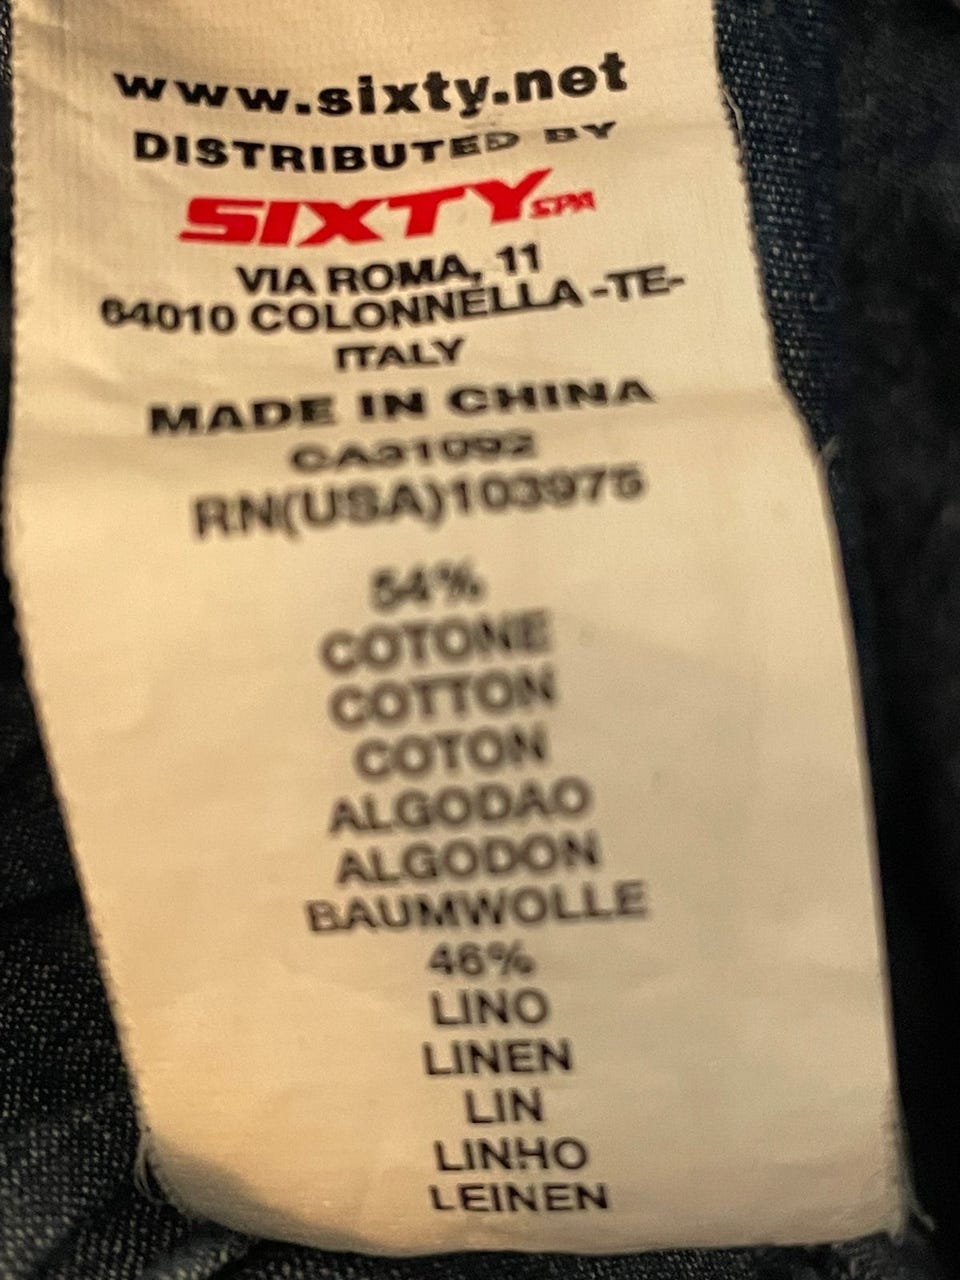 www.sixty.net
DISTRIBUTED BY
SIXTY SPA
VIA ROMA, 11
64010 COLONNELLA -TE-
ITALY
MADE IN CHINA
CA31092
RN(USA)103975
54%
COTONE
COTTON
COTON
ALGODAO
ALGODON
BAUMWOLLE
46%
LINO
LINEN
LIN
LINHO
LEINEN